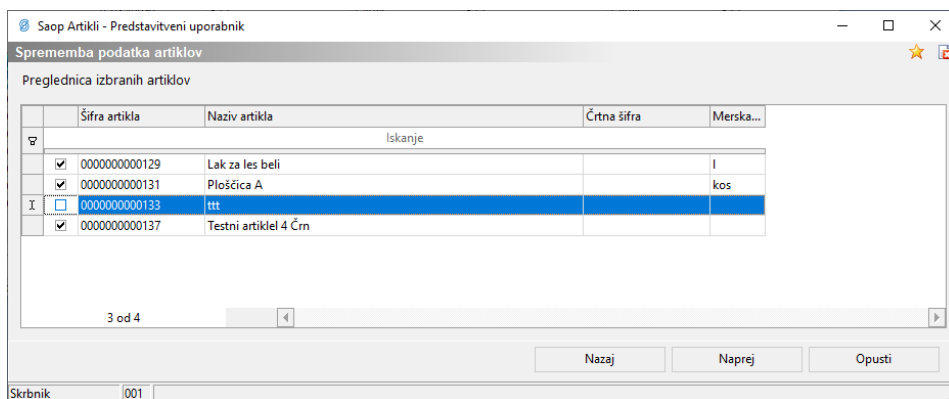 Saop Artikli - Predstavitveni uporabnik
Sprememba podatka artiklov
Preglednica izbranih artiklov
Šifra artikla Naziv artikla Črtna šifra Merska...
Iskanje
0000000000129 Lak za les beli l
0000000000131 Ploščica A kos
0000000000133 ttt
0000000000137 Testni artiklel 4 Črn
3 od 4
Nazaj Naprej Opusti
Skrbnik 001